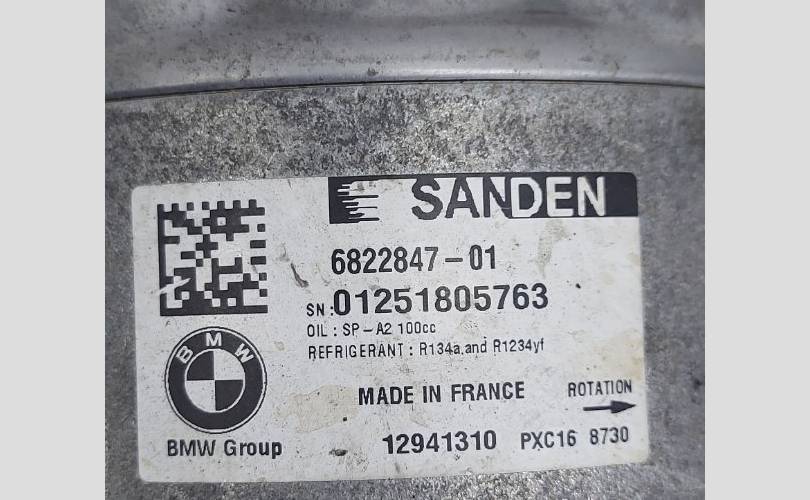 SANDEN
6822847-01
SN:01251805763
OIL : SP-A2 100cc
REFRIGERANT : R134a.and R1234yf
BMW
MADE IN FRANCE
ROTATION
BMW Group
12941310 PXC16 8730